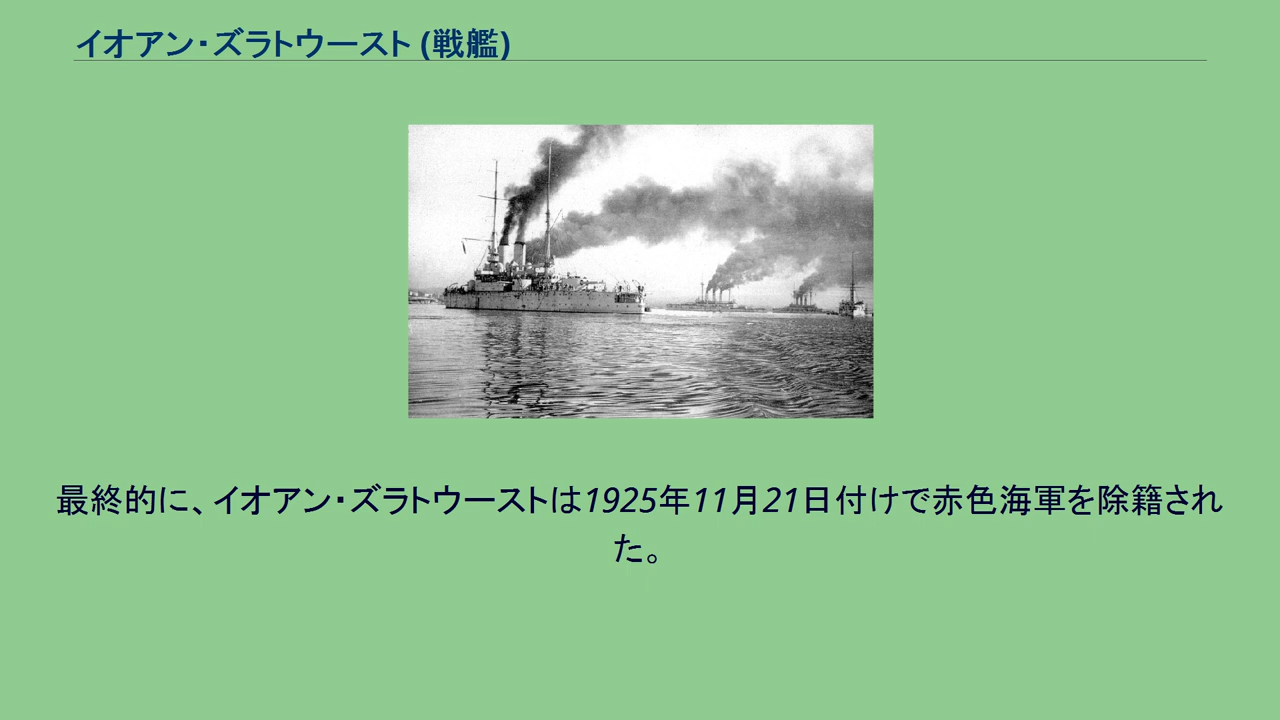 イオアン・ズラトウースト (戦艦)
最終的に、イオアン・ズラトウーストは1925年11月21日付けで赤色海軍を除籍され
た。